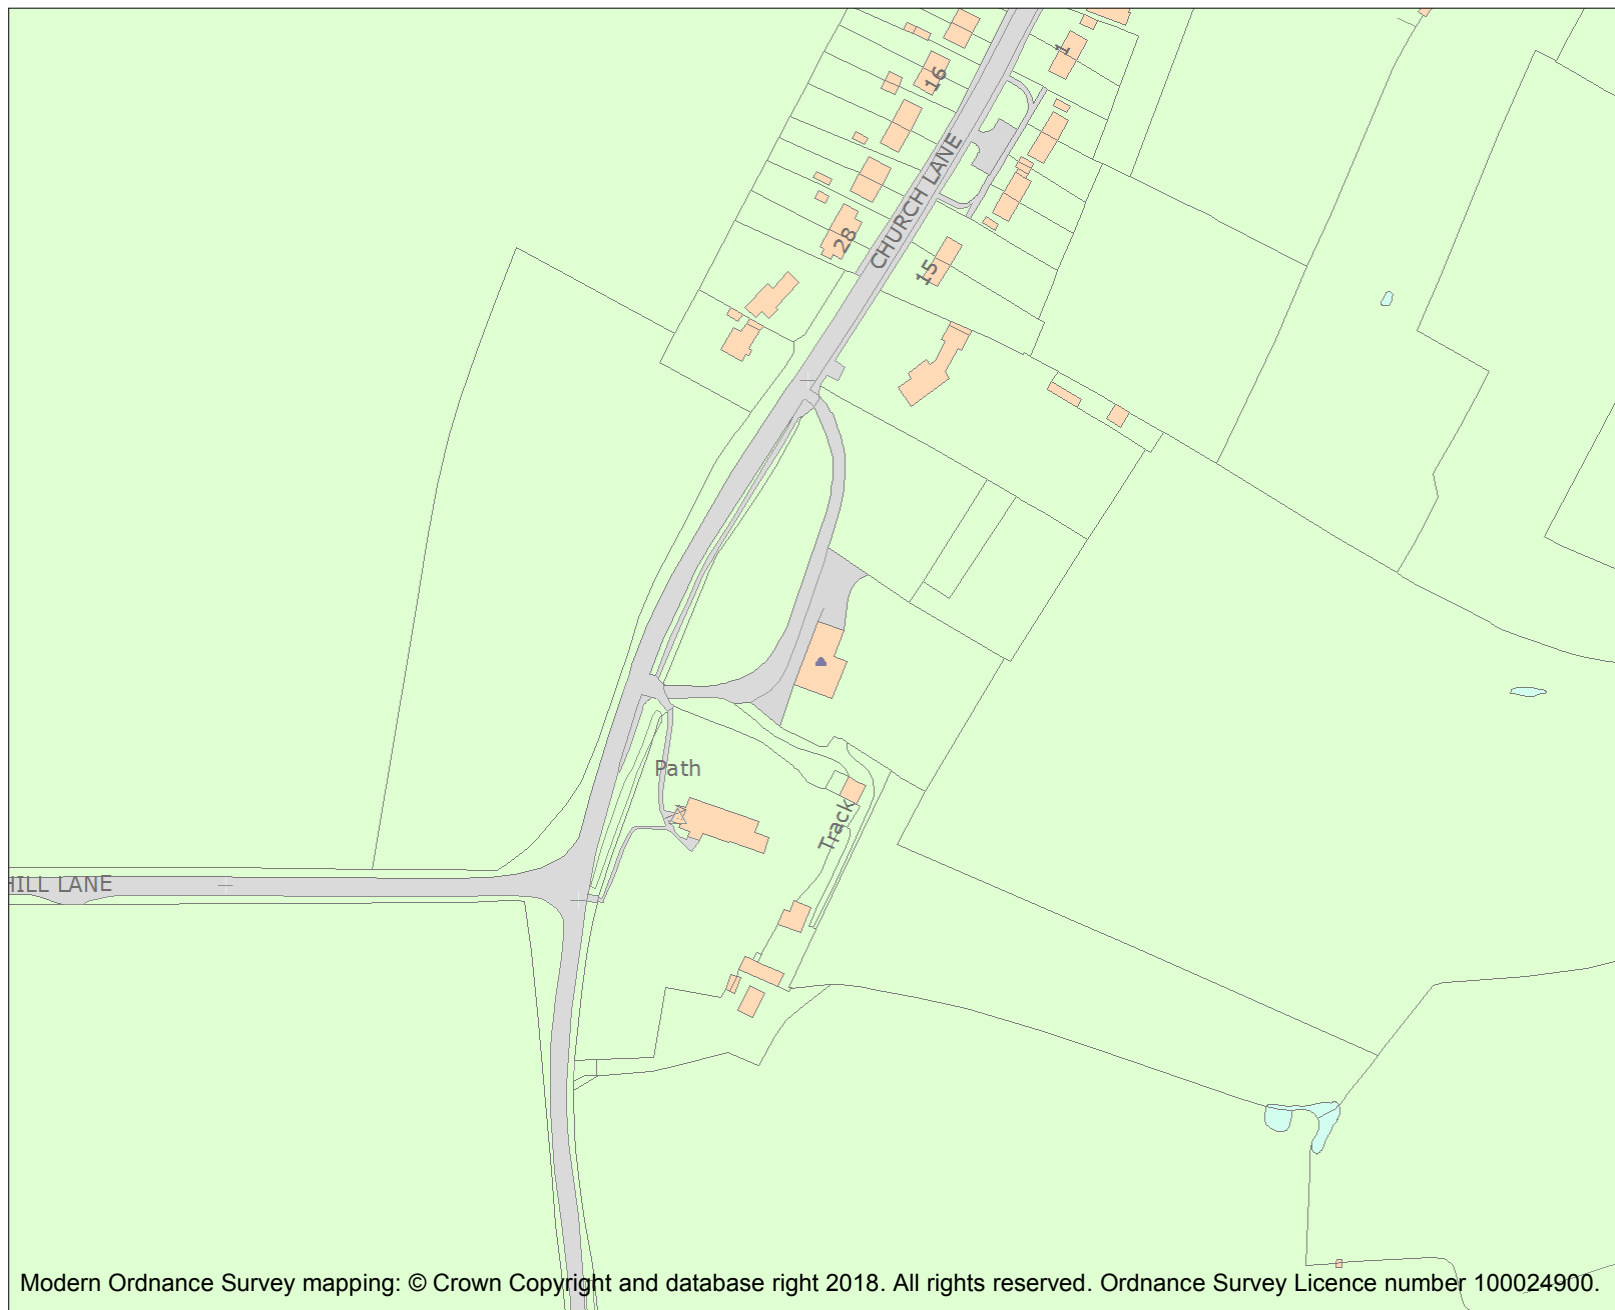 1
16
CHURCH LANE
28
15
Path
Track
HILL LANE
Modern Ordnance Survey mapping: © Crown Copyright and database right 2018. All rights reserved. Ordnance Survey Licence number 100024900.